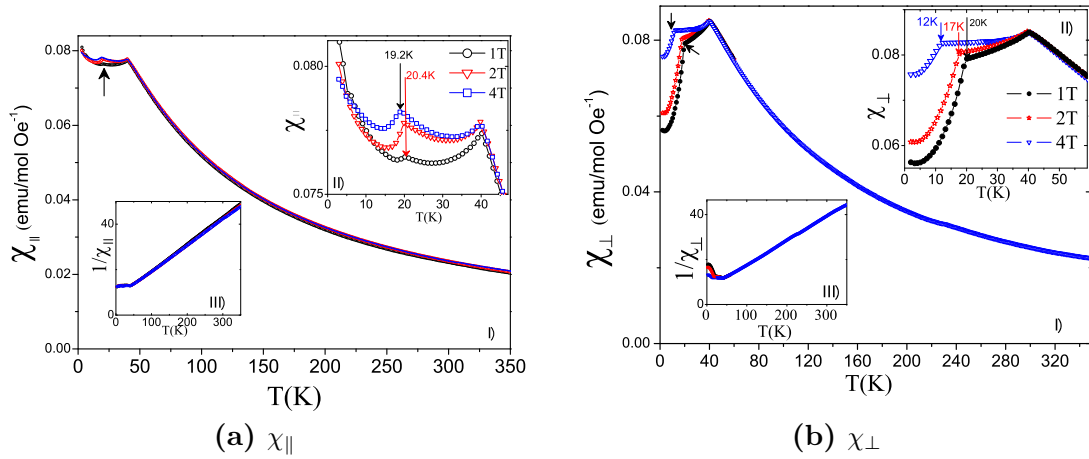 χ∥ (emu/mol Oe⁻¹)
0.08
0.06
0.04
0.02
0.00
0 50 100 150 200 250 300 350
T(K)
I)
1T
2T
4T
19.2K
20.4K
0.080
0.075
χ∥
II)
0 10 20 30 40
T(K)
1/χ∥
40
20
0
0 100 200 300
T(K)
III)
(a) χ∥
χ⊥ (emu/mol Oe⁻¹)
0.08
0.04
0.00
0 40 80 120 160 200 240 280 320
T(K)
I)
12K 17K 20K
II)
0.08
0.06
χ⊥
1T
2T
4T
0 10 20 30 40 50
T(K)
1/χ⊥
40
20
0
0 100 200 300
T(K)
III)
(b) χ⊥